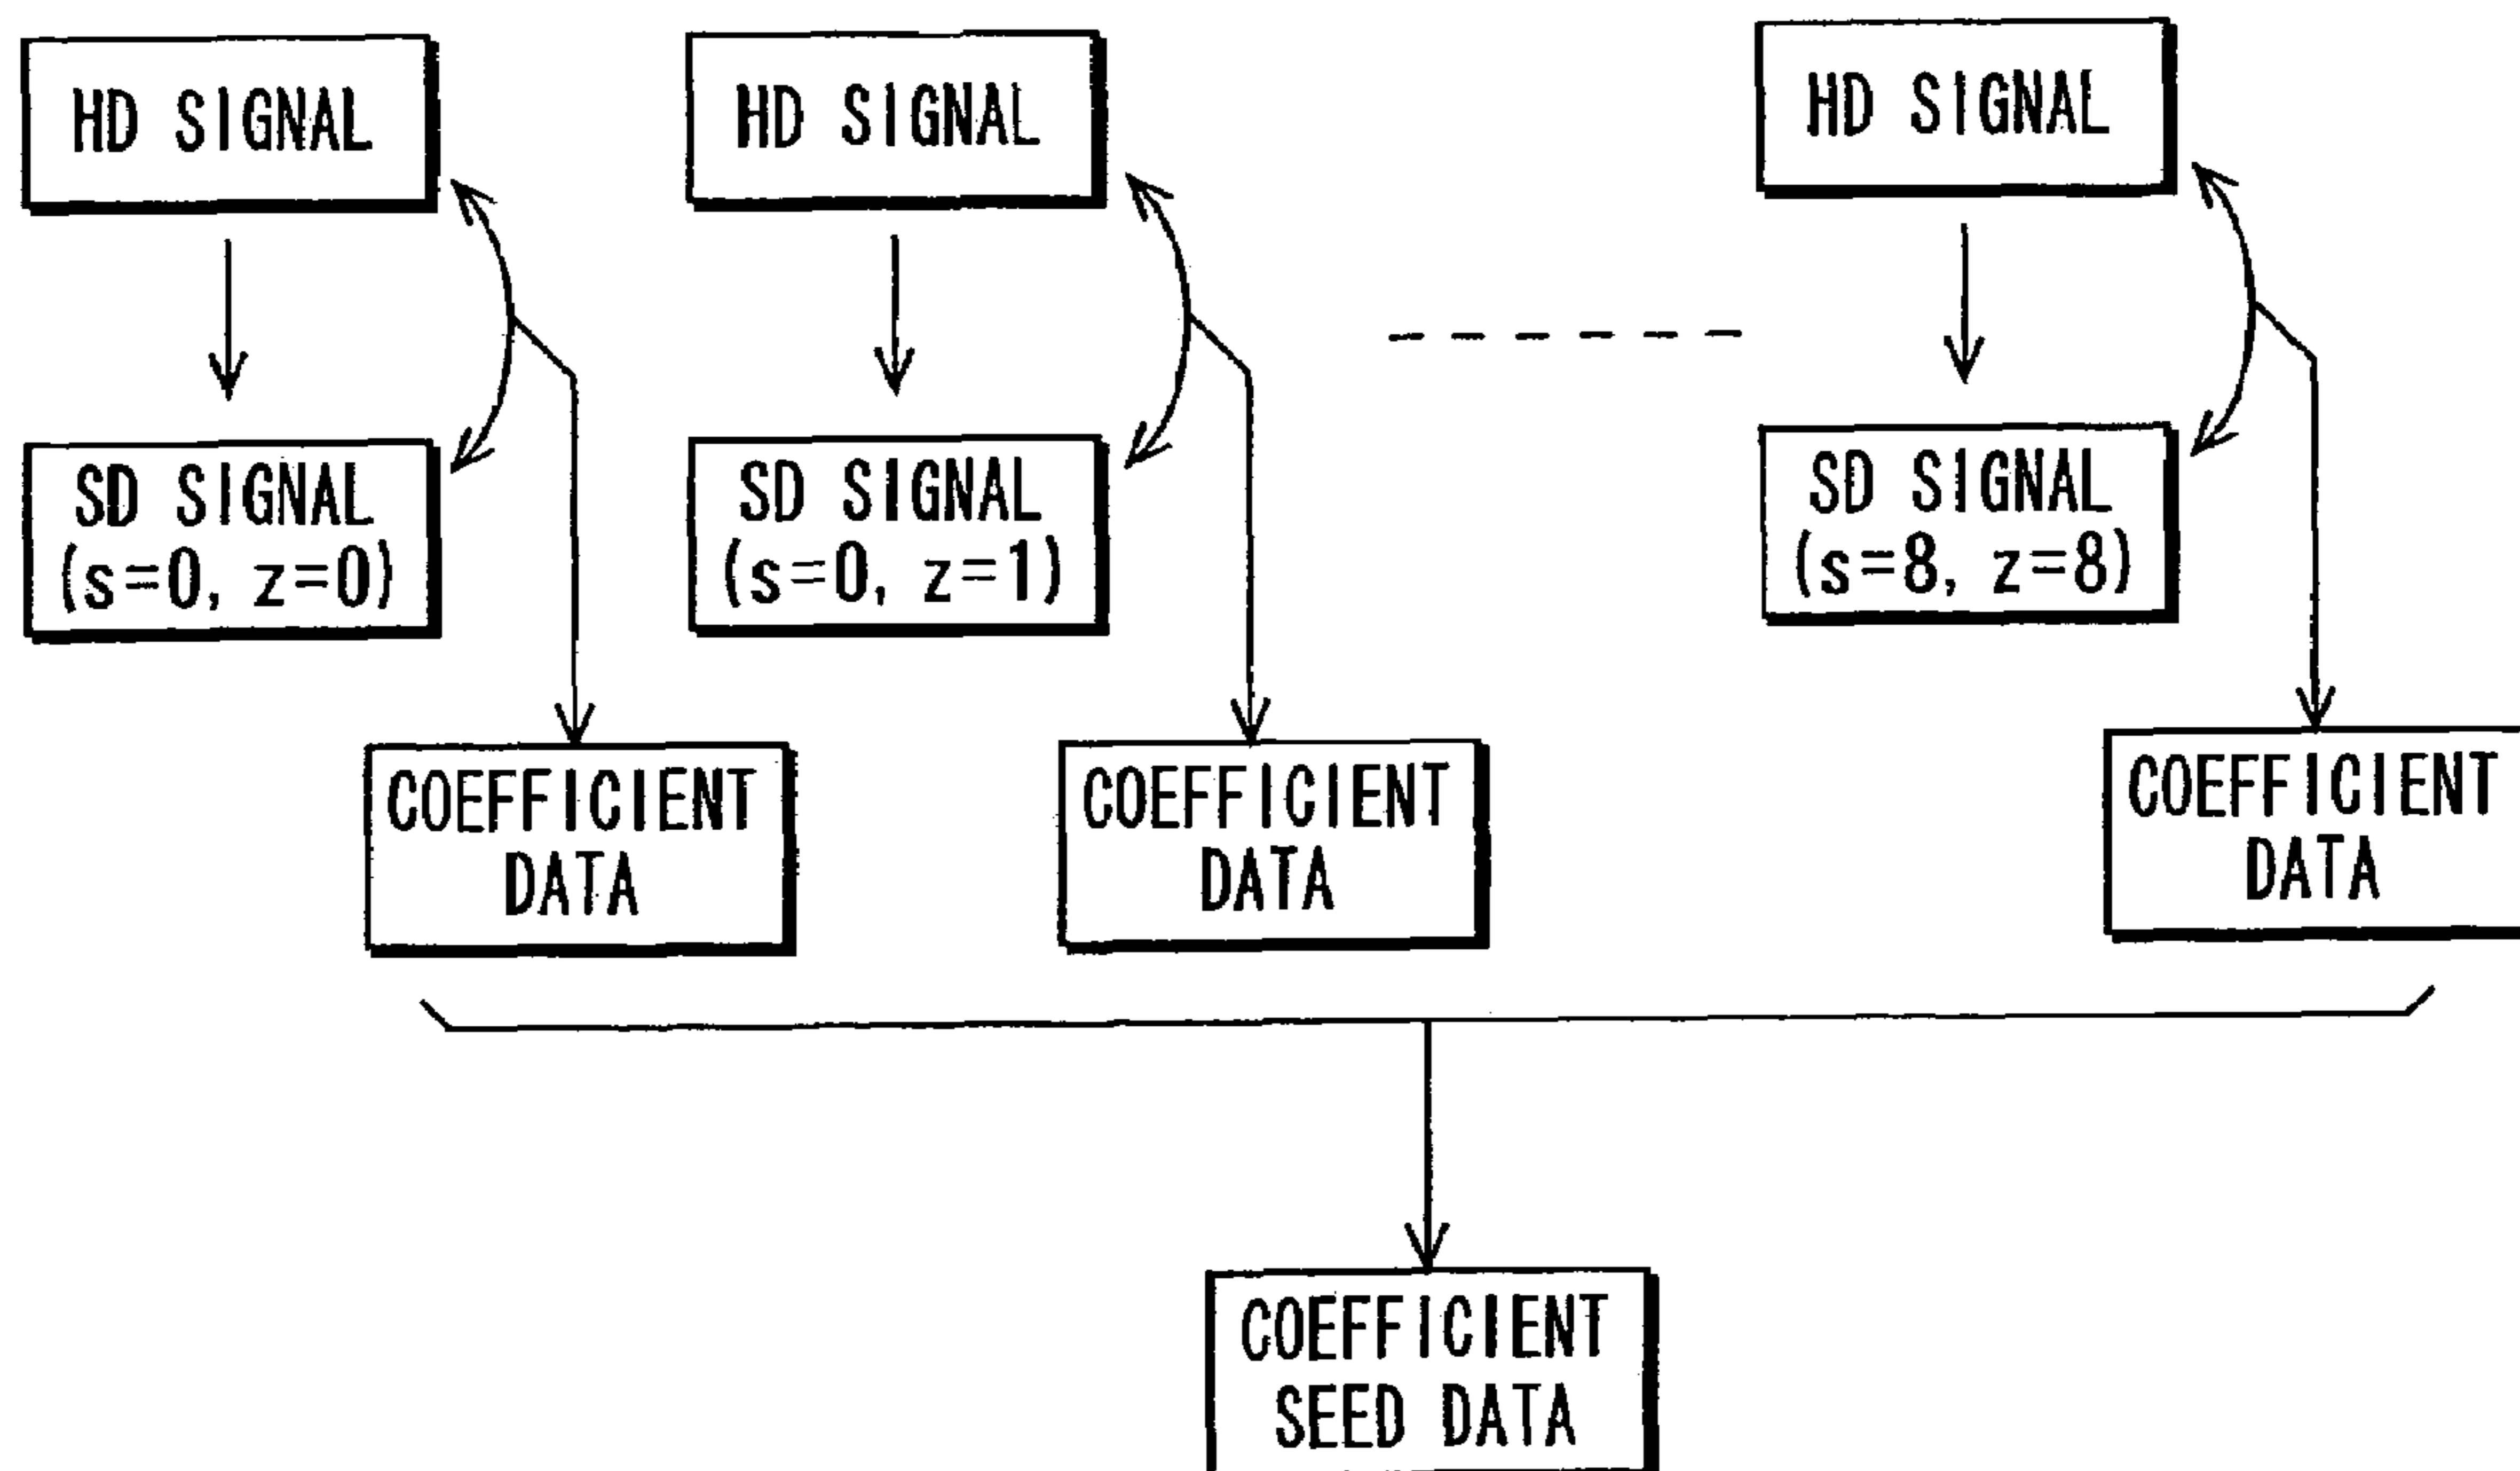 HD SIGNAL
HD SIGNAL
HD SIGNAL
SD SIGNAL
(s=0, z=0)
SD SIGNAL
(s=0, z=1)
SD SIGNAL
(s=8, z=8)
COEFFICIENT
DATA
COEFFICIENT
DATA
COEFFICIENT
DATA
COEFFICIENT
SEED DATA